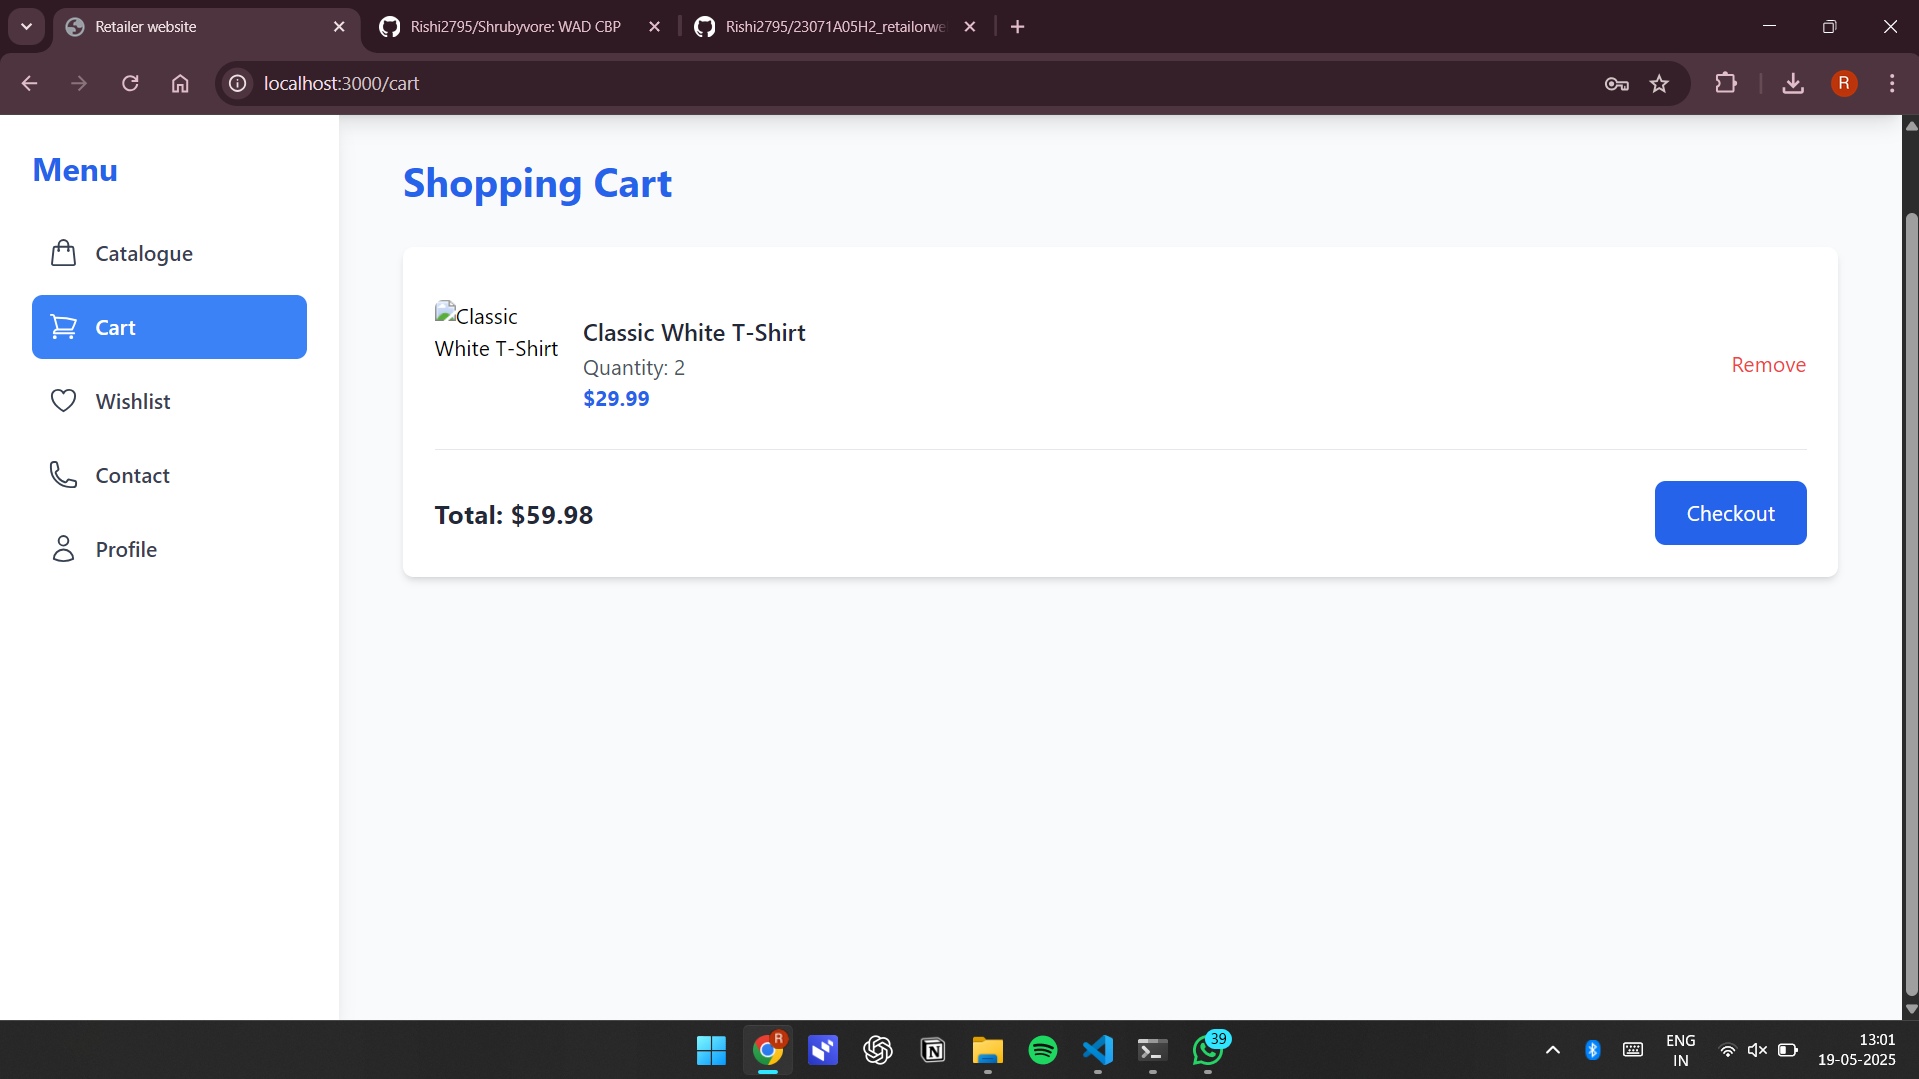 Retailer website
Rishi2795/Shrubyvore: WAD CBP
Rishi2795/23071A05H2_retailorwe
localhost:3000/cart
R
Menu
Catalogue
Cart
Wishlist
Contact
Profile
Shopping Cart
Classic
White T-Shirt
Classic White T-Shirt
Quantity: 2
$29.99
Remove
Total: $59.98
Checkout
R
39
ENG
IN
13:01
19-05-2025